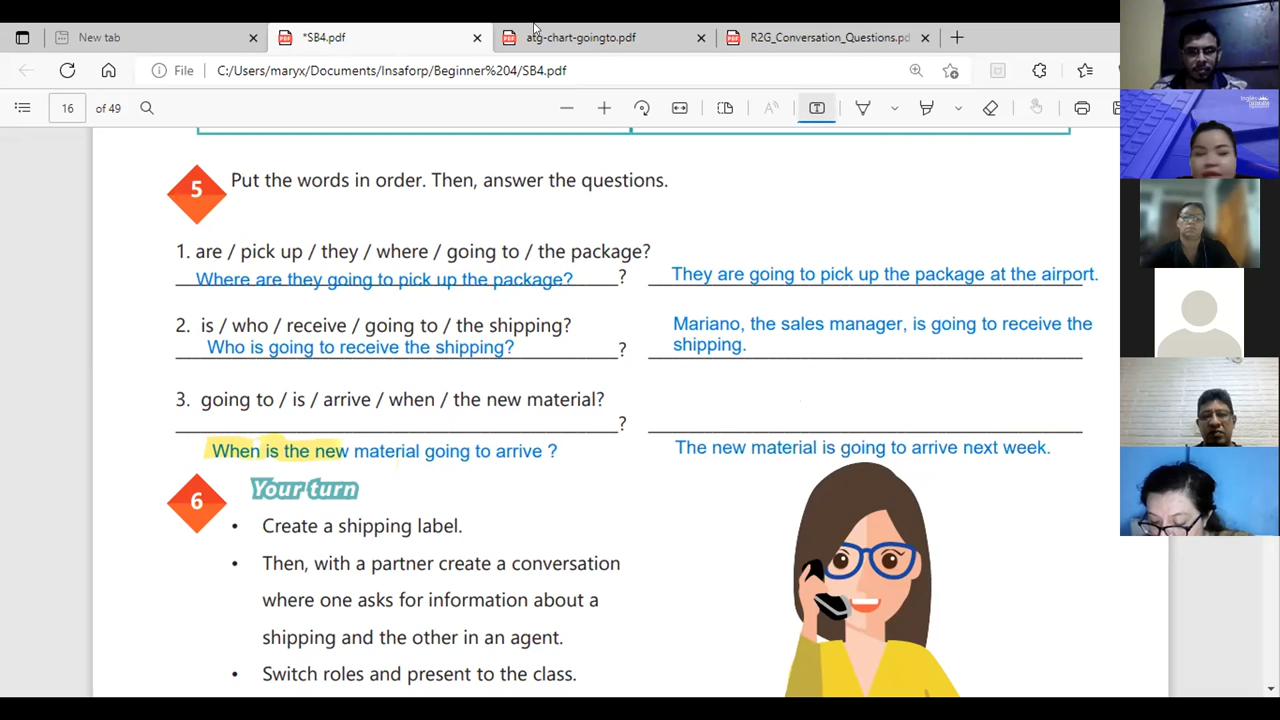 New tab
*SB4.pdf
atg-chart-goingto.pdf
R2G_Conversation_Questions.pd
File
C:/Users/maryx/Documents/Insaforp/Beginner%204/SB4.pdf
16
of 49
5
Put the words in order. Then, answer the questions.
1. are / pick up / they / where / going to / the package?
Where are they going to pick up the package?
?
They are going to pick up the package at the airport.
2. is / who / receive / going to / the shipping?
Who is going to receive the shipping?
?
Mariano, the sales manager, is going to receive the
shipping.
3. going to / is / arrive / when / the new material?
?
When is the new material going to arrive ?
The new material is going to arrive next week.
6
Your turn
• Create a shipping label.
• Then, with a partner create a conversation
where one asks for information about a
shipping and the other in an agent.
• Switch roles and present to the class.